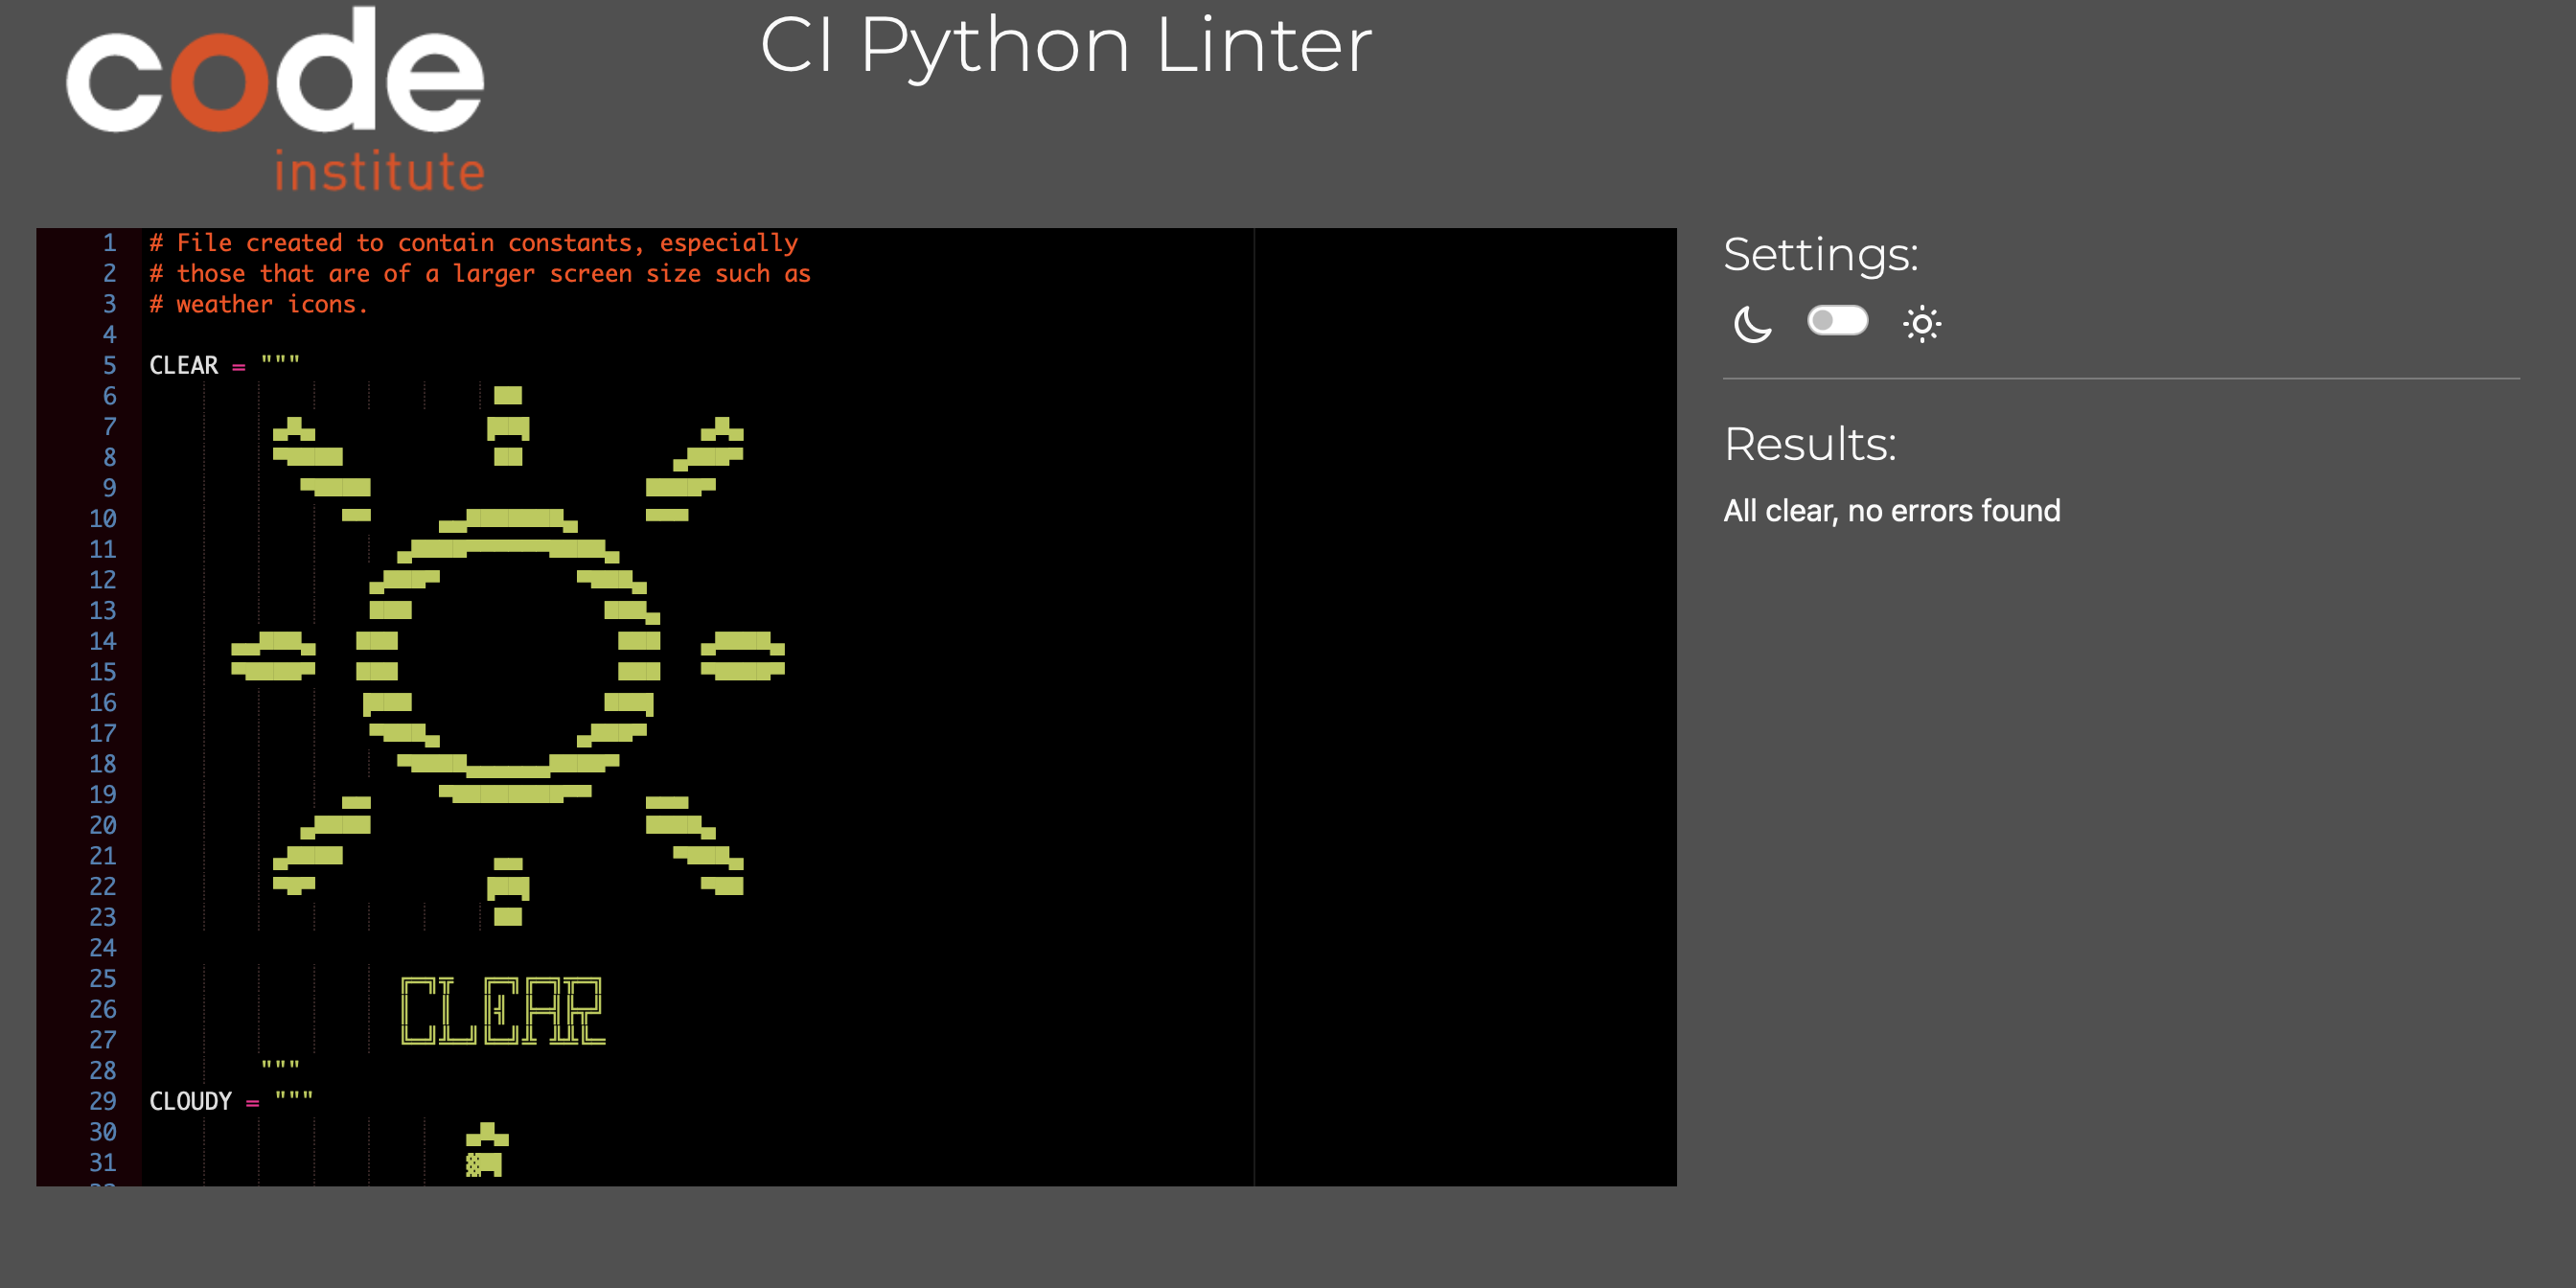 code
institute
CI Python Linter
1 # File created to contain constants, especially
2 # those that are of a larger screen size such as
3 # weather icons.
4
5 CLEAR = """
6
7
8
9
10
11
12
13
14
15
16
17
18
19
20
21
22
23
24
25
26 CLEAR
27
28 """
29 CLOUDY = """
30
31
Settings:
Results:
All clear, no errors found